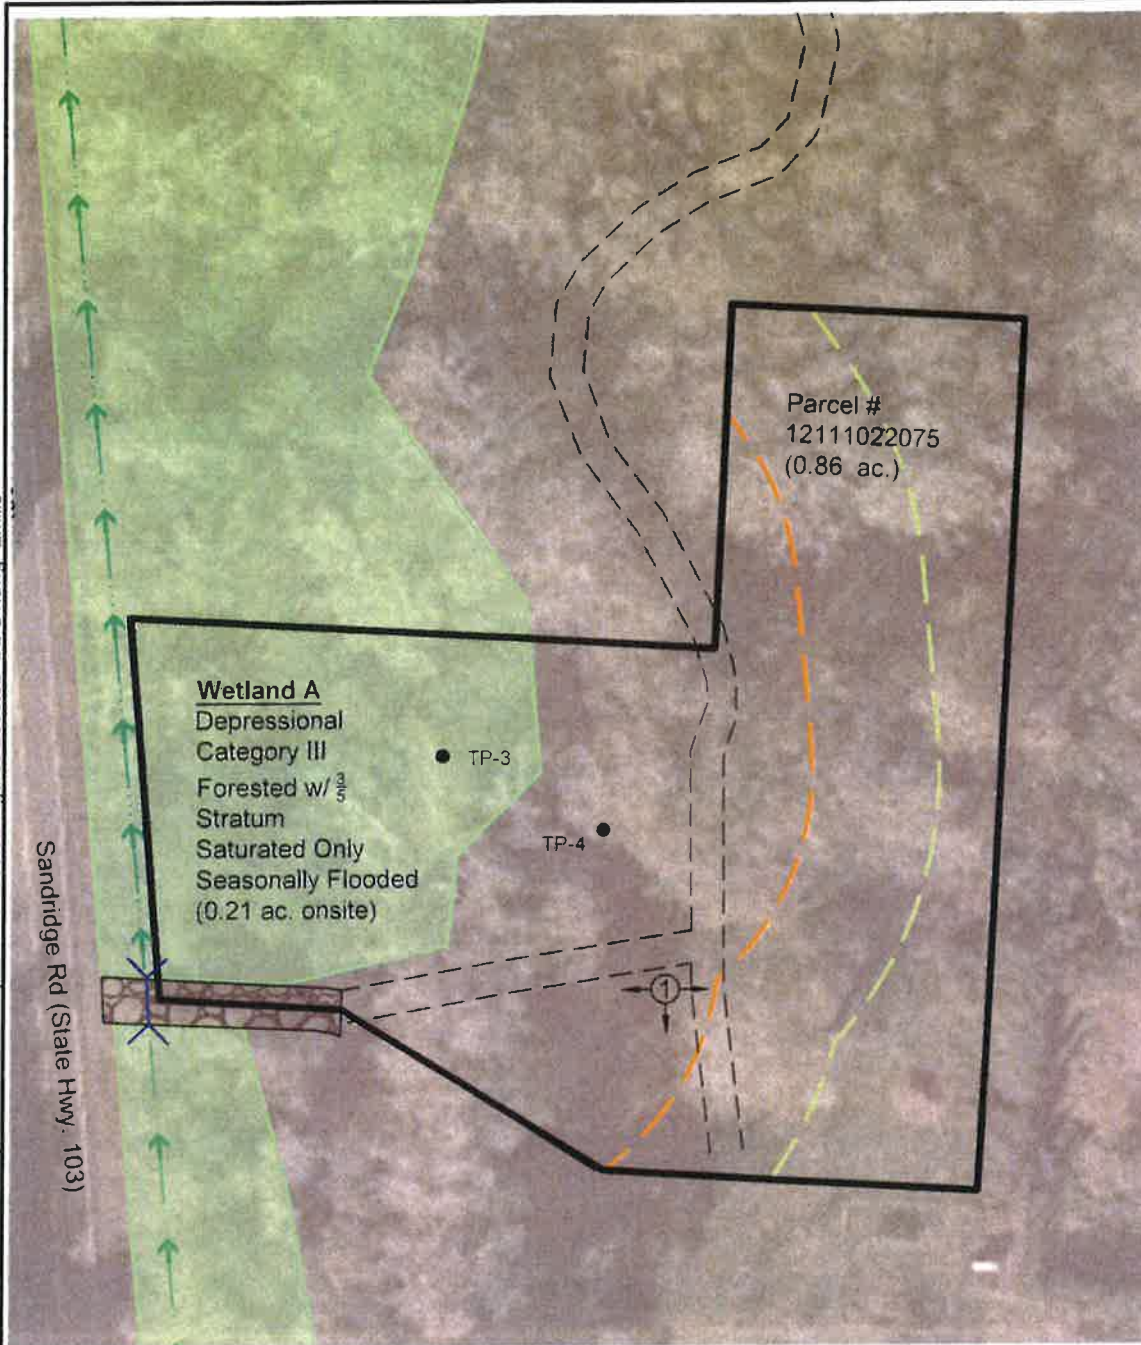 Parcel #
12111022075
(0.86 ac.)
Wetland A
Depressional
Category III
Forested w/ 3/5
Stratum
Saturated Only
Seasonally Flooded
(0.21 ac. onsite)
TP-3
TP-4
1
Sandridge Rd (State Hwy. 103)